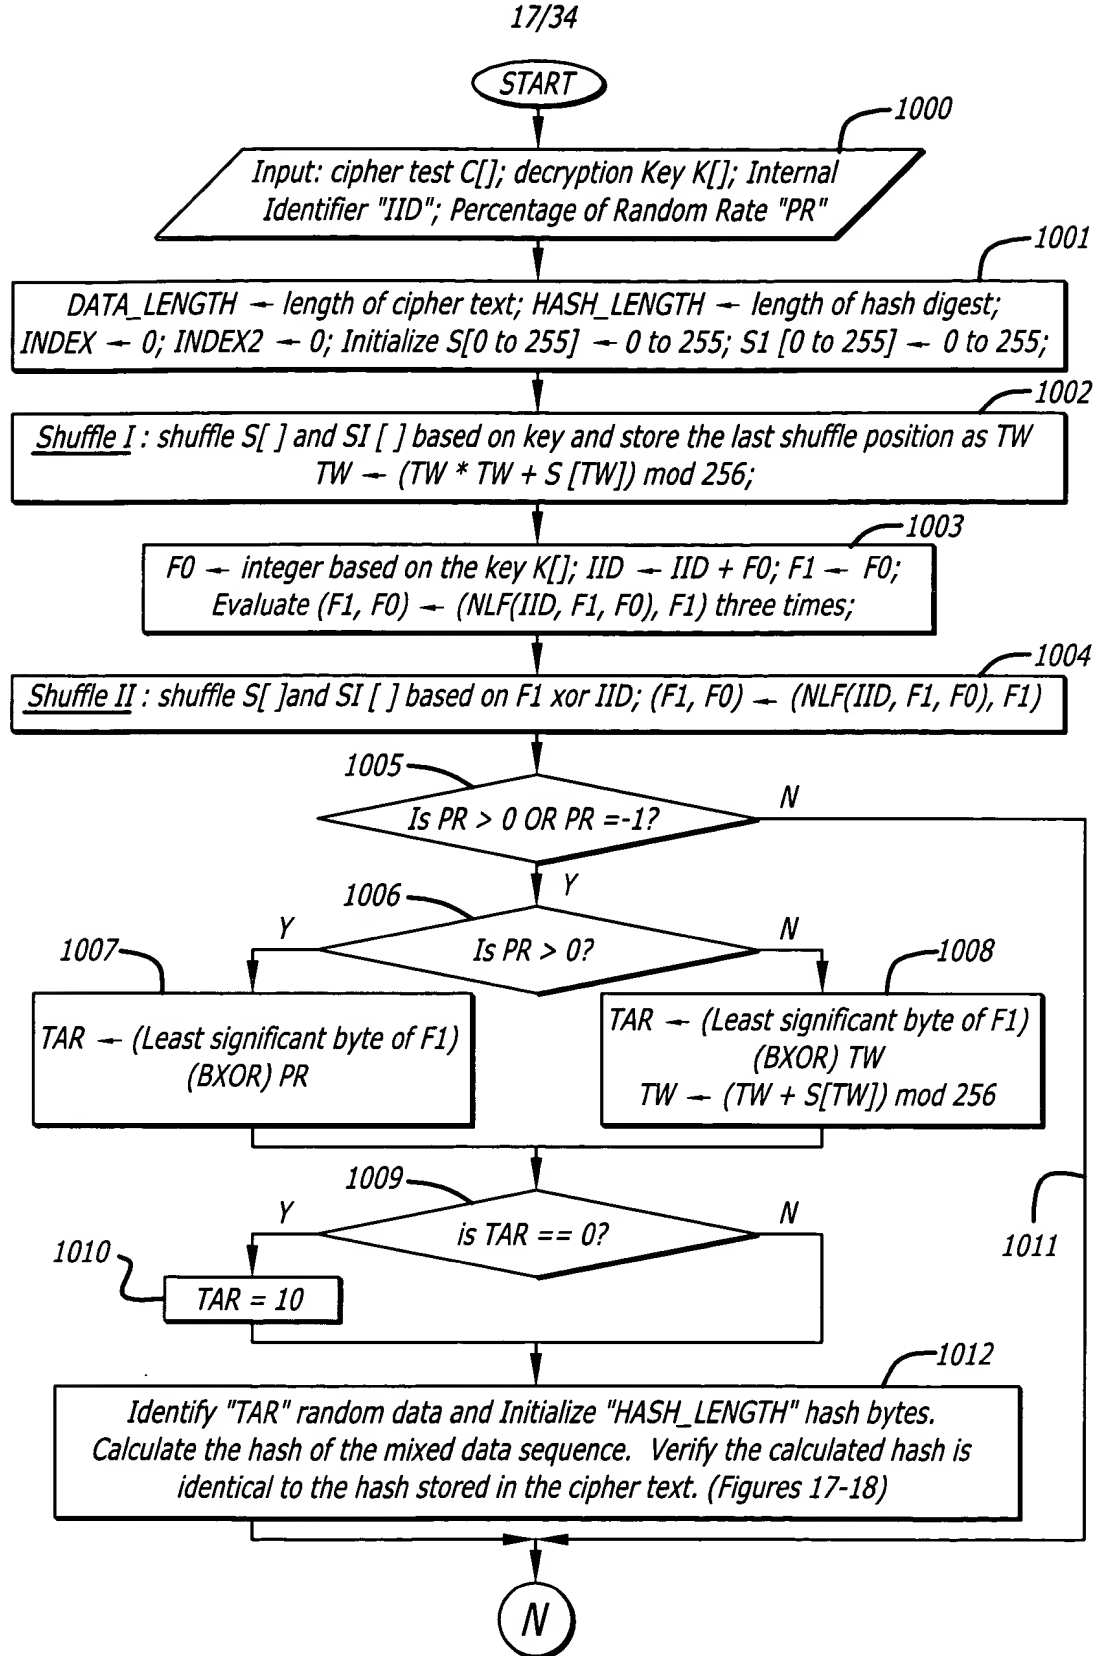 17/34
START
1000
Input: cipher test C[]; decryption Key K[]; Internal
Identifier "IID"; Percentage of Random Rate "PR"
1001
DATA_LENGTH ← length of cipher text; HASH_LENGTH ← length of hash digest;
INDEX ← 0; INDEX2 ← 0; Initialize S[0 to 255] ← 0 to 255; S1 [0 to 255] ← 0 to 255;
1002
Shuffle I : shuffle S[ ] and SI [ ] based on key and store the last shuffle position as TW
TW ← (TW * TW + S [TW]) mod 256;
1003
F0 ← integer based on the key K[]; IID ← IID + F0; F1 ← F0;
Evaluate (F1, F0) ← (NLF(IID, F1, F0), F1) three times;
1004
Shuffle II : shuffle S[ ]and SI [ ] based on F1 xor IID; (F1, F0) ← (NLF(IID, F1, F0), F1)
1005
Is PR > 0 OR PR =-1?
N
Y
1006
Is PR > 0?
Y
N
1007
TAR ← (Least significant byte of F1)
(BXOR) PR
1008
TAR ← (Least significant byte of F1)
(BXOR) TW
TW ← (TW + S[TW]) mod 256
1009
is TAR == 0?
Y
N
1010
TAR = 10
1011
1012
Identify "TAR" random data and Initialize "HASH_LENGTH" hash bytes.
Calculate the hash of the mixed data sequence. Verify the calculated hash is
identical to the hash stored in the cipher text. (Figures 17-18)
N